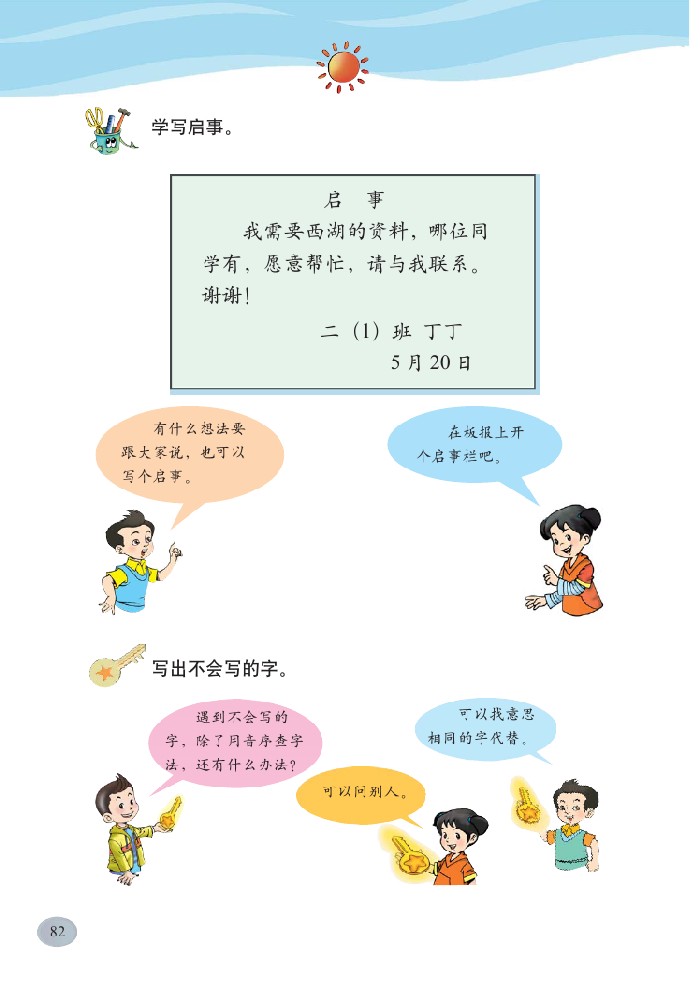 学写启事。
启 事
我需要西湖的资料，哪位同
学有，愿意帮忙，请与我联系。
谢谢！
二（1）班 丁丁
5月20日
有什么想法要
跟大家说，也可以
写个启事。
在板报上开
个启事栏吧。
写出不会写的字。
遇到不会写的
字，除了用音序查字
法，还有什么办法？
可以问别人。
可以找意思
相同的字代替。
82